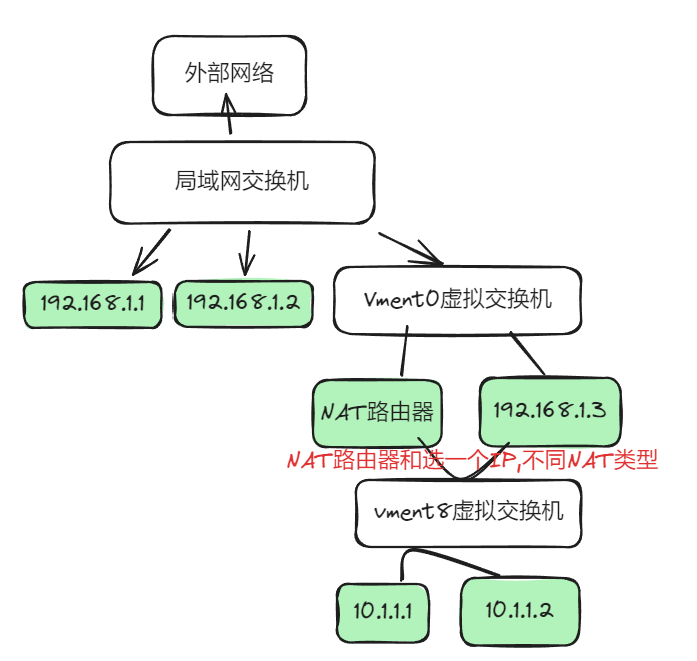 外部网络
局域网交换机
192.168.1.1
192.168.1.2
Vment0虚拟交换机
NAT路由器
192.168.1.3
NAT路由器和选一个IP,不同NAT类型
vment8虚拟交换机
10.1.1.1
10.1.1.2